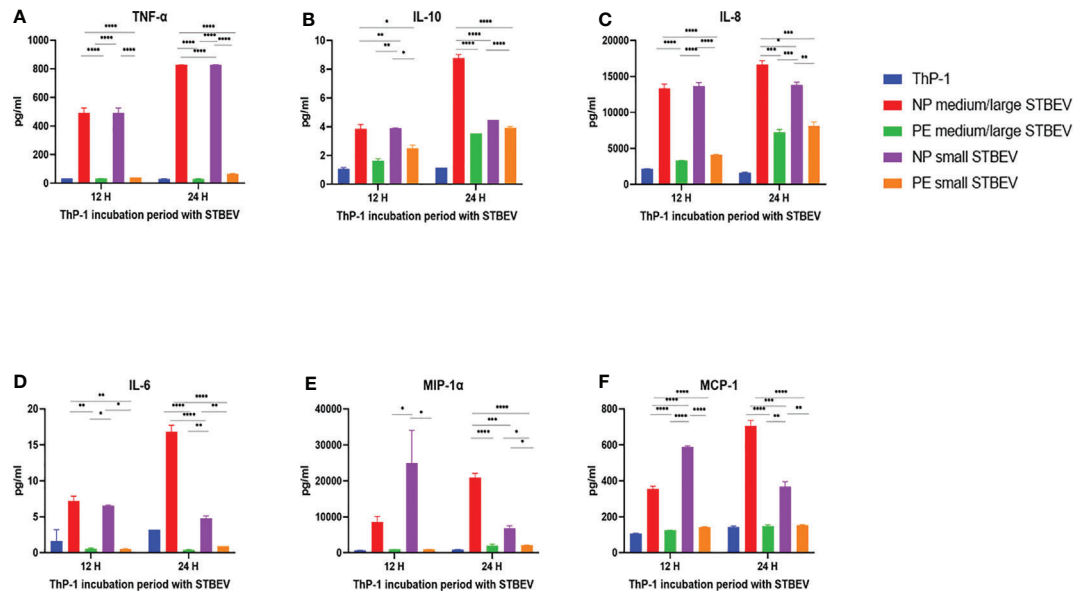 A
TNF-α
**** ****
**** ****
**** ****
**** **** ****
****
1000
800
600
400
200
0
pg/ml
12 H 24 H
ThP-1 incubation period with STBEV
B
IL-10
* ****
** ****
** * **** ****
10
8
6
4
2
0
pg/ml
12 H 24 H
ThP-1 incubation period with STBEV
C
IL-8
**** ***
**** **** *
*** *** **
20000
15000
10000
5000
0
pg/ml
12 H 24 H
ThP-1 incubation period with STBEV
ThP-1
NP medium/large STBEV
PE medium/large STBEV
NP small STBEV
PE small STBEV
D
IL-6
** ****
** * **** **
* ****
**
20
15
10
5
0
pg/ml
12 H 24 H
ThP-1 incubation period with STBEV
E
MIP-1α
* * ****
***
**** *
*
40000
30000
20000
10000
0
pg/ml
12 H 24 H
ThP-1 incubation period with STBEV
F
MCP-1
**** ****
**** ***
**** **** **** **
**** **
800
600
400
200
0
pg/ml
12 H 24 H
ThP-1 incubation period with STBEV